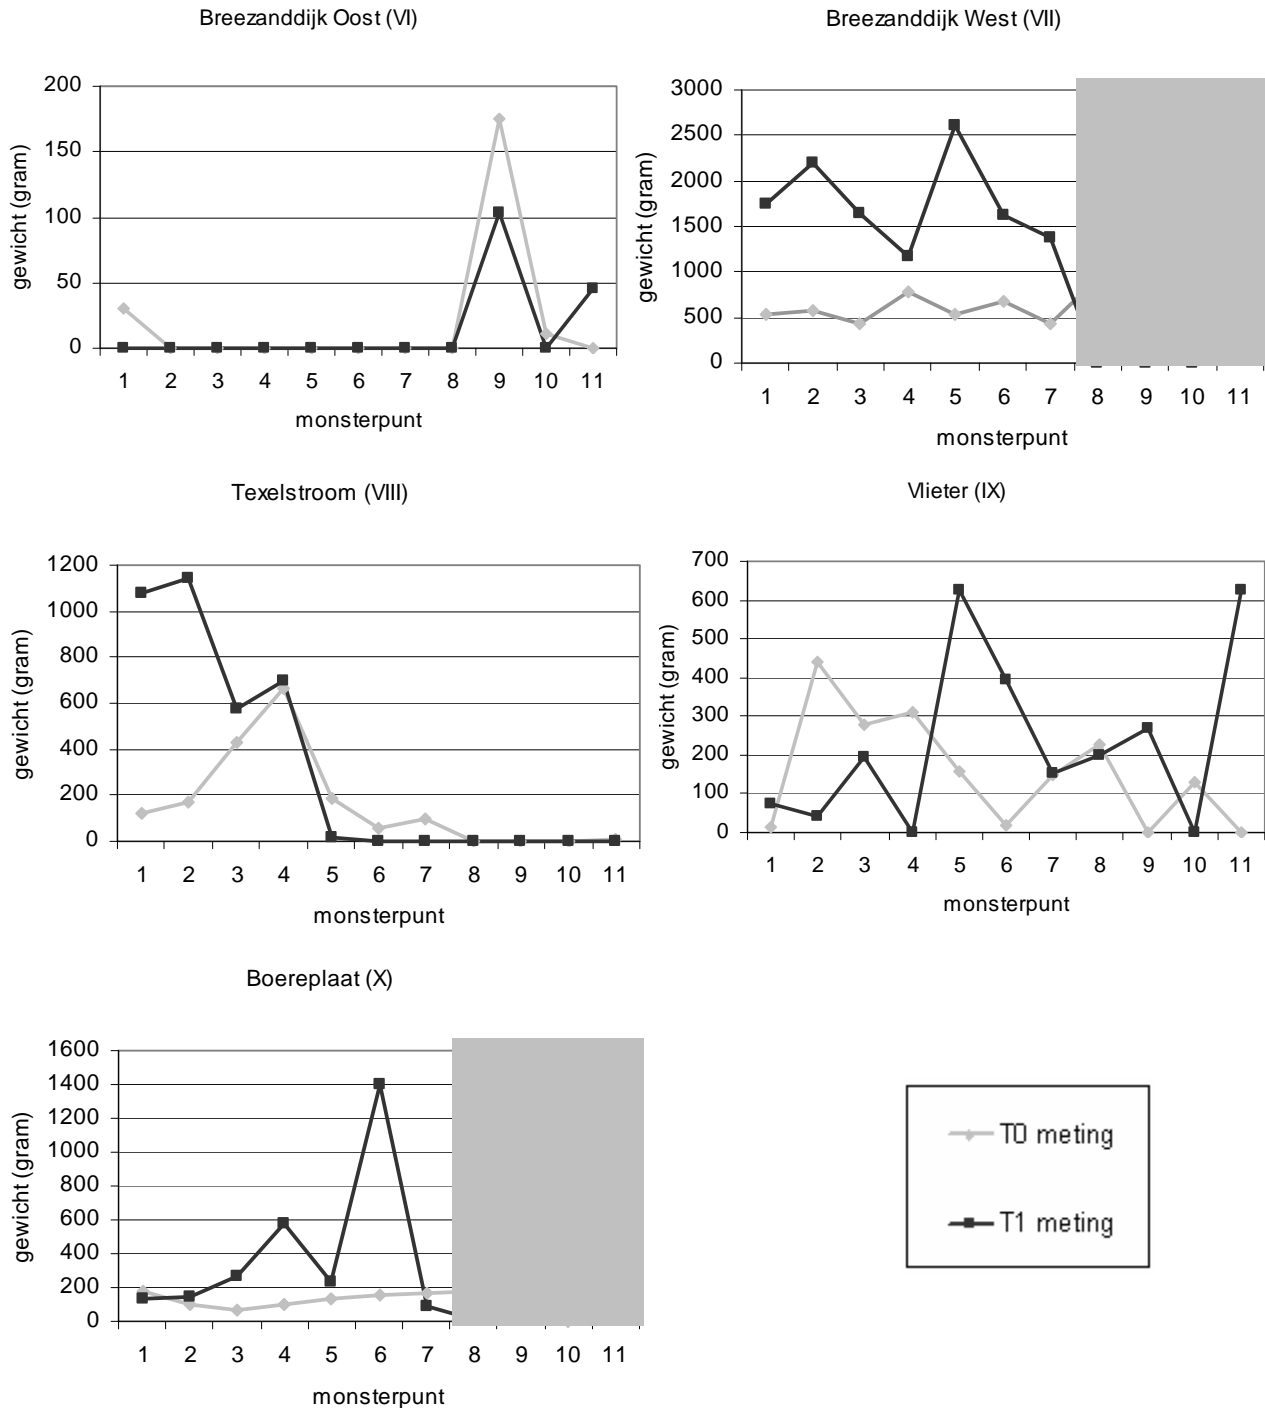 Breezanddijk Oost (VI)
200
150
100
50
0
gewicht (gram)
1 2 3 4 5 6 7 8 9 10 11
monsterpunt
Breezanddijk West (VII)
3000
2500
2000
1500
1000
500
0
gewicht (gram)
1 2 3 4 5 6 7 8 9 10 11
monsterpunt
Texelstroom (VIII)
1200
1000
800
600
400
200
0
gewicht (gram)
1 2 3 4 5 6 7 8 9 10 11
monsterpunt
Vlieter (IX)
700
600
500
400
300
200
100
0
gewicht (gram)
1 2 3 4 5 6 7 8 9 10 11
monsterpunt
Boereplaat (X)
1600
1400
1200
1000
800
600
400
200
0
gewicht (gram)
1 2 3 4 5 6 7 8 9 10 11
monsterpunt
T0 meting
T1 meting